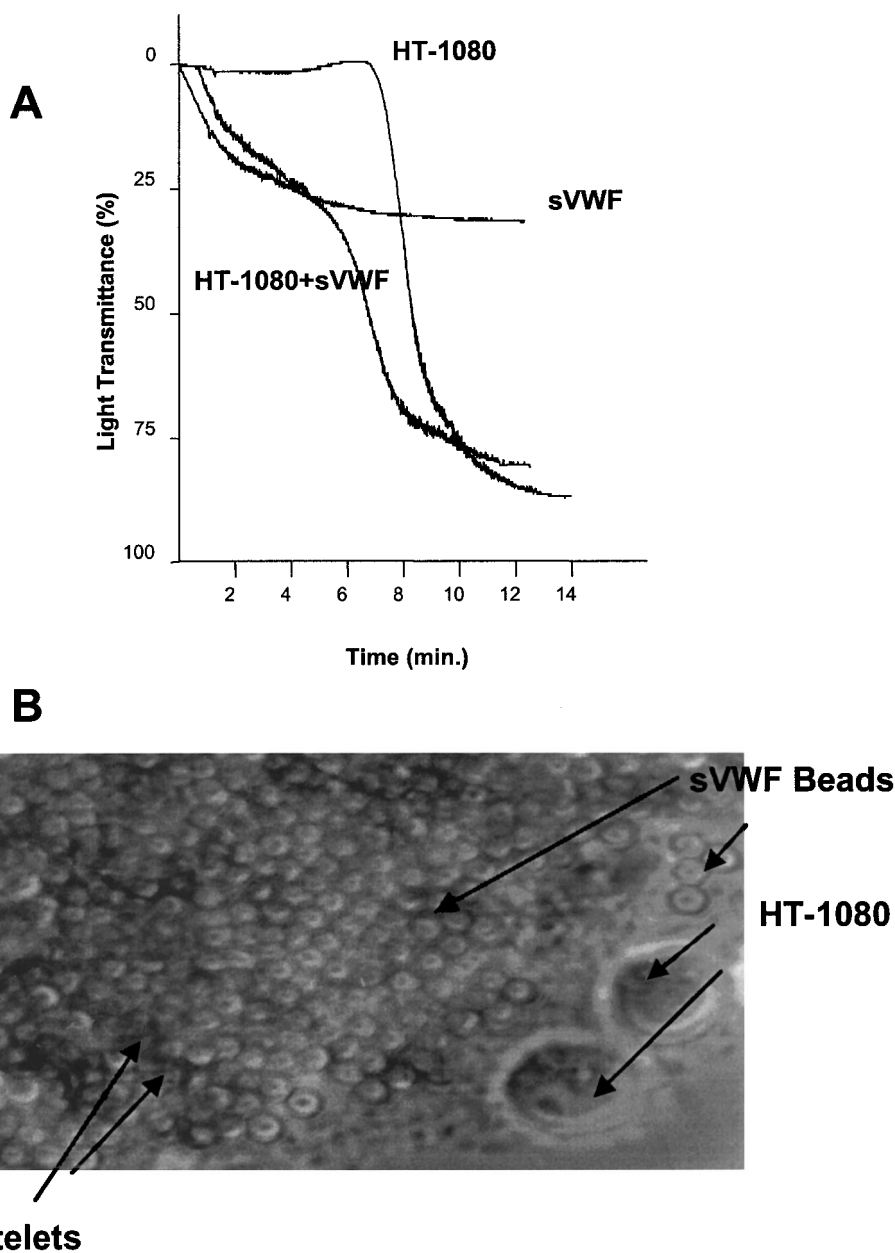 A
HT-1080
sVWF
HT-1080+sVWF
Light Transmittance (%)
0
25
50
75
100
2 4 6 8 10 12 14
Time (min.)
B
sVWF Beads
HT-1080
telets